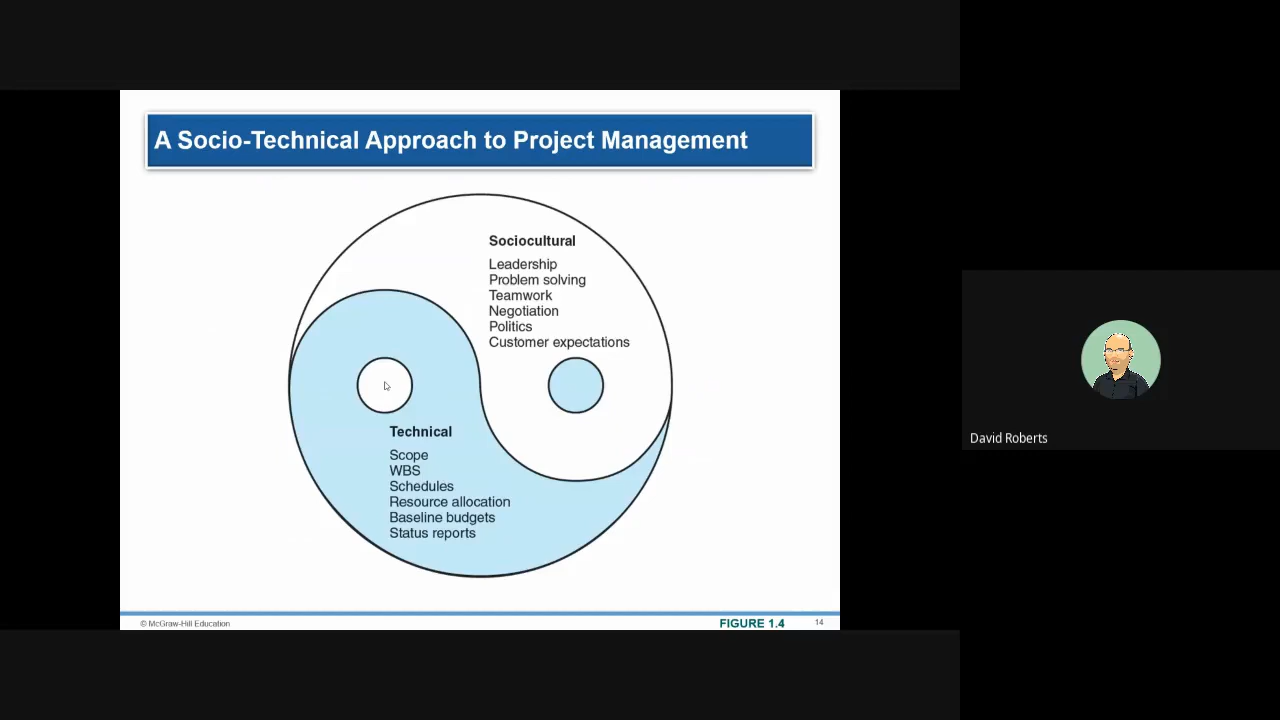 A Socio-Technical Approach to Project Management
Sociocultural
Leadership
Problem solving
Teamwork
Negotiation
Politics
Customer expectations
Technical
Scope
WBS
Schedules
Resource allocation
Baseline budgets
Status reports
© McGraw-Hill Education
FIGURE 1.4
14
David Roberts